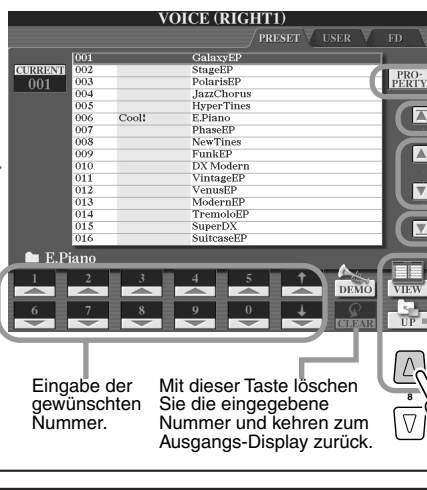 VOICE (RIGHT1)
PRESET USER FD
CURRENT
001
PRO-
PERTY
001 GalaxyEP
002 StageEP
003 PolarisEP
004 JazzChorus
005 HyperTines
006 Cool! E.Piano
007 PhaseEP
008 NewTines
009 FunkEP
010 DX Modern
011 VintageEP
012 VenusEP
013 ModernEP
014 TremoloEP
015 SuperDX
016 SuitcaseEP
E.Piano
1 2 3 4 5
DEMO VIEW
6 7 8 9 0
CLEAR UP
8
Eingabe der
gewünschten
Nummer.
Mit dieser Taste löschen
Sie die eingegebene
Nummer und kehren zum
Ausgangs-Display zurück.